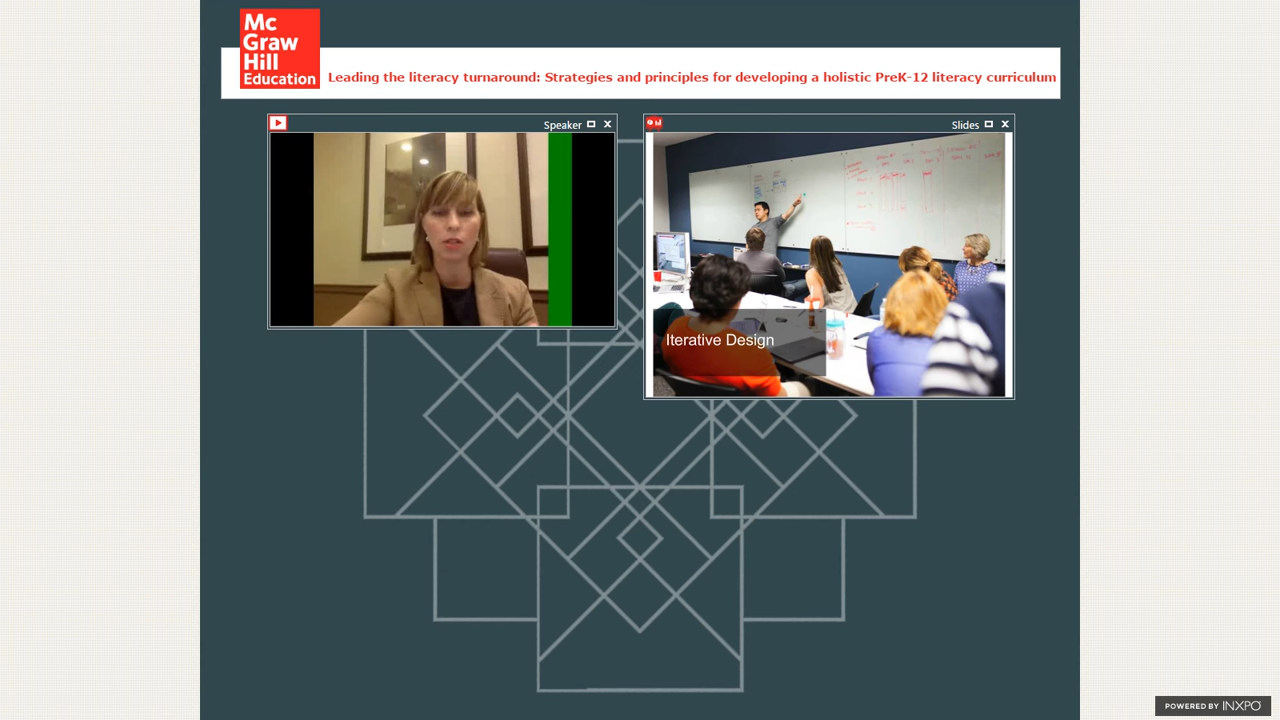 Mc
Graw
Hill
Education
Leading the literacy turnaround: Strategies and principles for developing a holistic PreK-12 literacy curriculum
Speaker
Slides
Iterative Design
POWERED BY INXPO